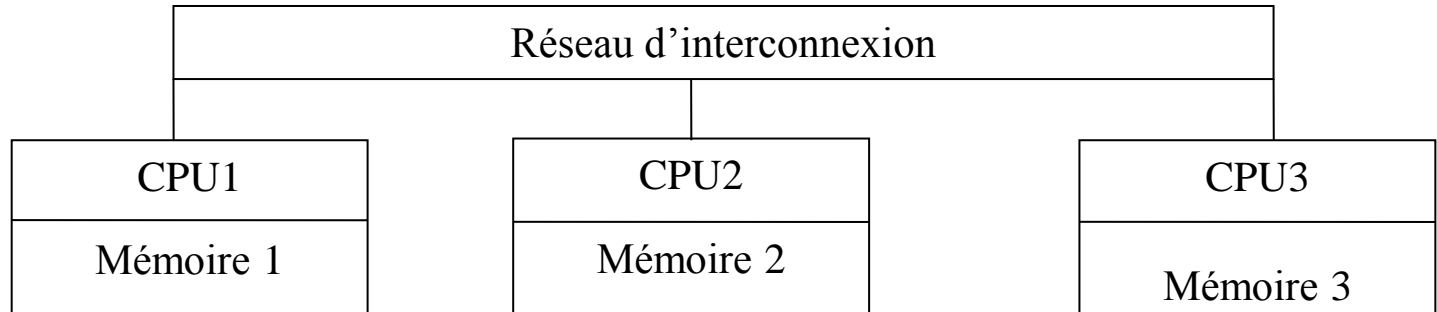 Réseau d’interconnexion
CPU1
CPU2
CPU3
Mémoire 1
Mémoire 2
Mémoire 3